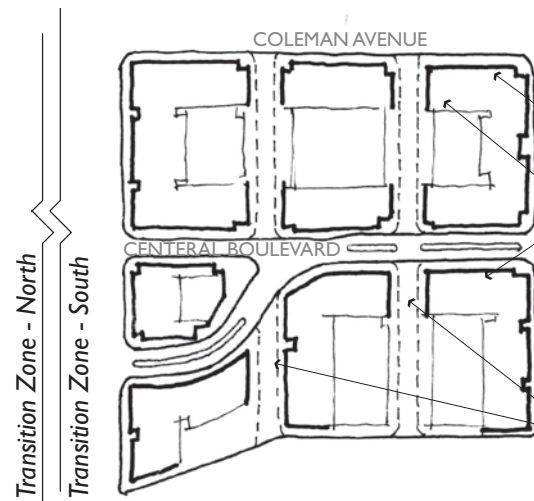 COLEMAN AVENUE
CENTERAL BOULEVARD
Transition Zone - North
Transition Zone - South